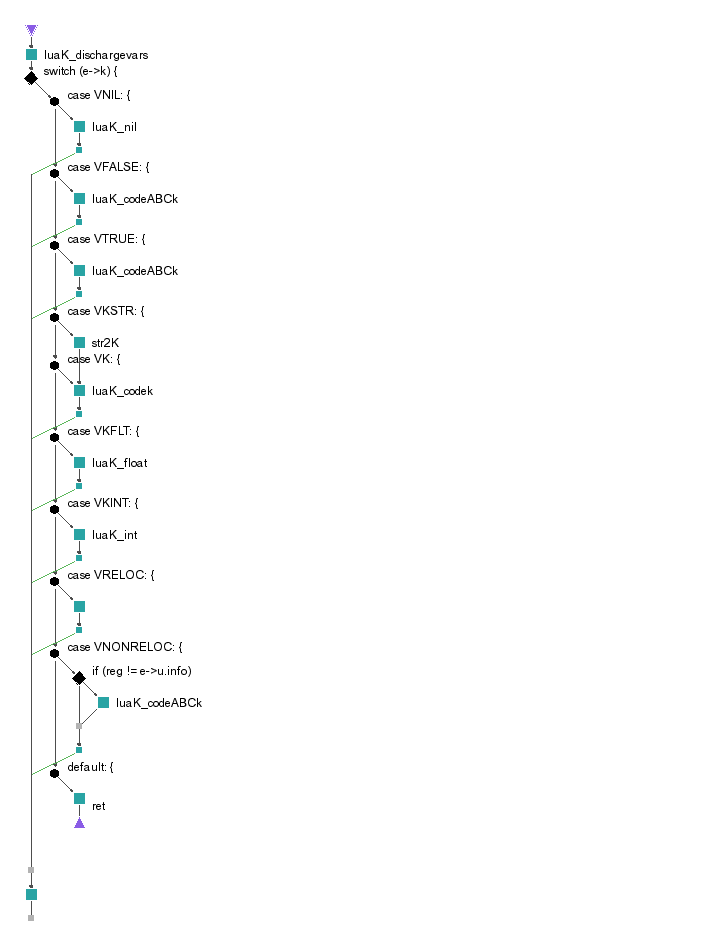 luaK_dischargevars
switch (e->k) {
case VNIL: {
luaK_nil
case VFALSE: {
luaK_codeABCk
case VTRUE: {
luaK_codeABCk
case VKSTR: {
str2K
case VK: {
luaK_codek
case VKFLT: {
luaK_float
case VKINT: {
luaK_int
case VRELOC: {
case VNONRELOC: {
if (reg != e->u.info)
luaK_codeABCk
default: {
ret